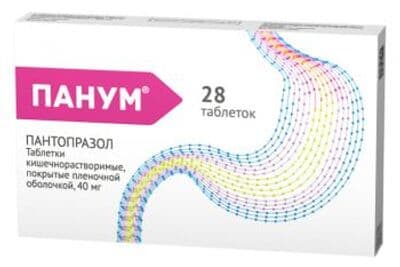 ПАНУМ®
28
таблеток
ПАНТОПРАЗОЛ
Таблетки
кишечнорастворимые,
покрытые пленочной
оболочкой, 40 мг